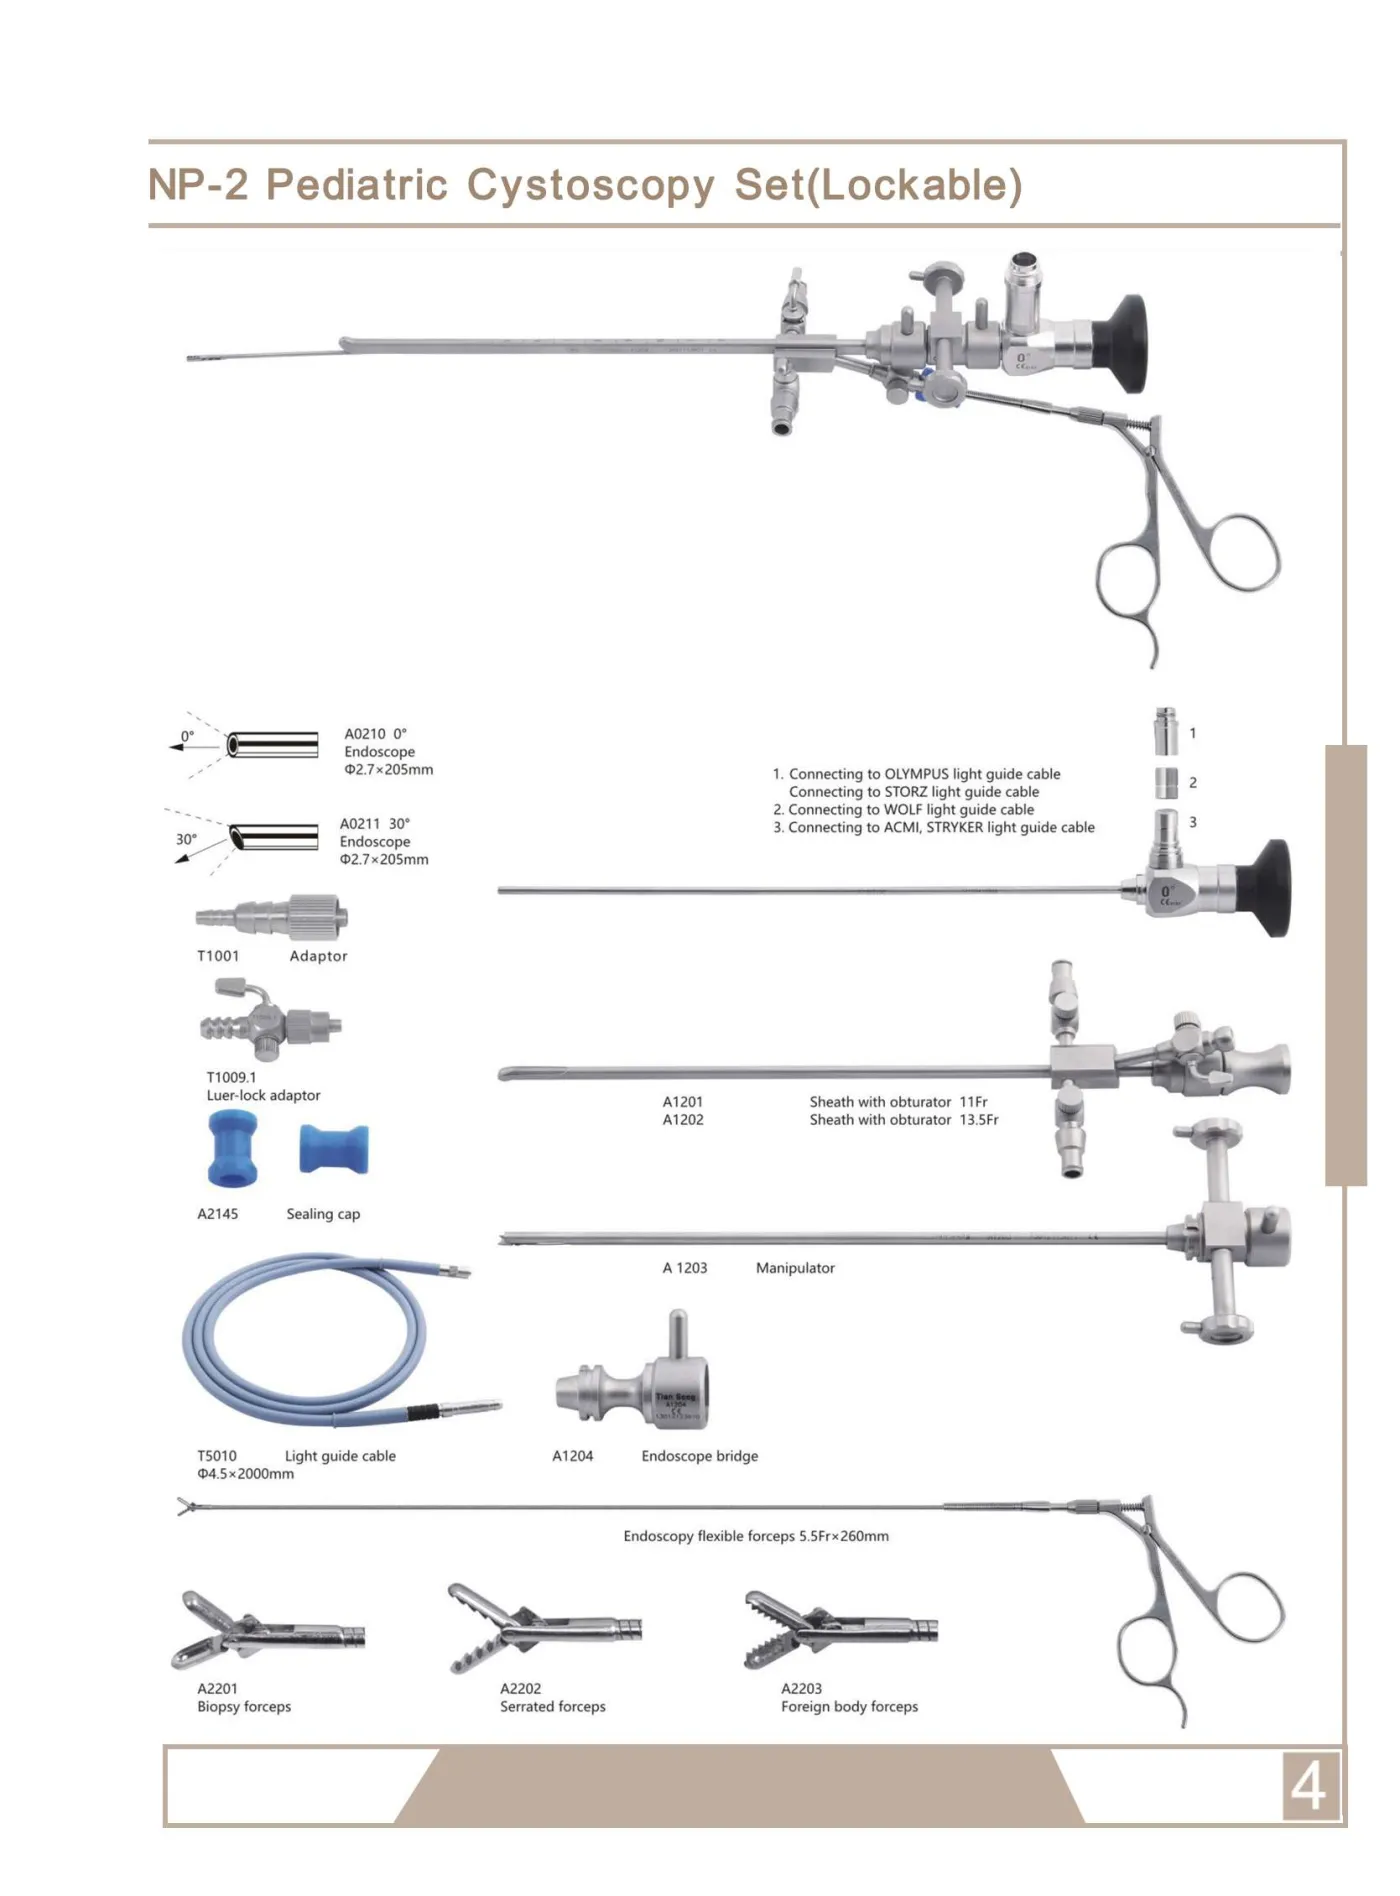 NP-2 Pediatric Cystoscopy Set(Lockable)
0°
0°
A0210 0°
Endoscope
Φ2.7×205mm
30°
A0211 30°
Endoscope
Φ2.7×205mm
1
2
3
1. Connecting to OLYMPUS light guide cable
Connecting to STORZ light guide cable
2. Connecting to WOLF light guide cable
3. Connecting to ACMI, STRYKER light guide cable
0°
T1001 Adaptor
T1009.1
Luer-lock adaptor
A1201 Sheath with obturator 11Fr
A1202 Sheath with obturator 13.5Fr
A2145 Sealing cap
A 1203 Manipulator
Tian Song
A1204
CE
T5010 Light guide cable
Φ4.5×2000mm
A1204 Endoscope bridge
Endoscopy flexible forceps 5.5Fr×260mm
A2201
Biopsy forceps
A2202
Serrated forceps
A2203
Foreign body forceps
4